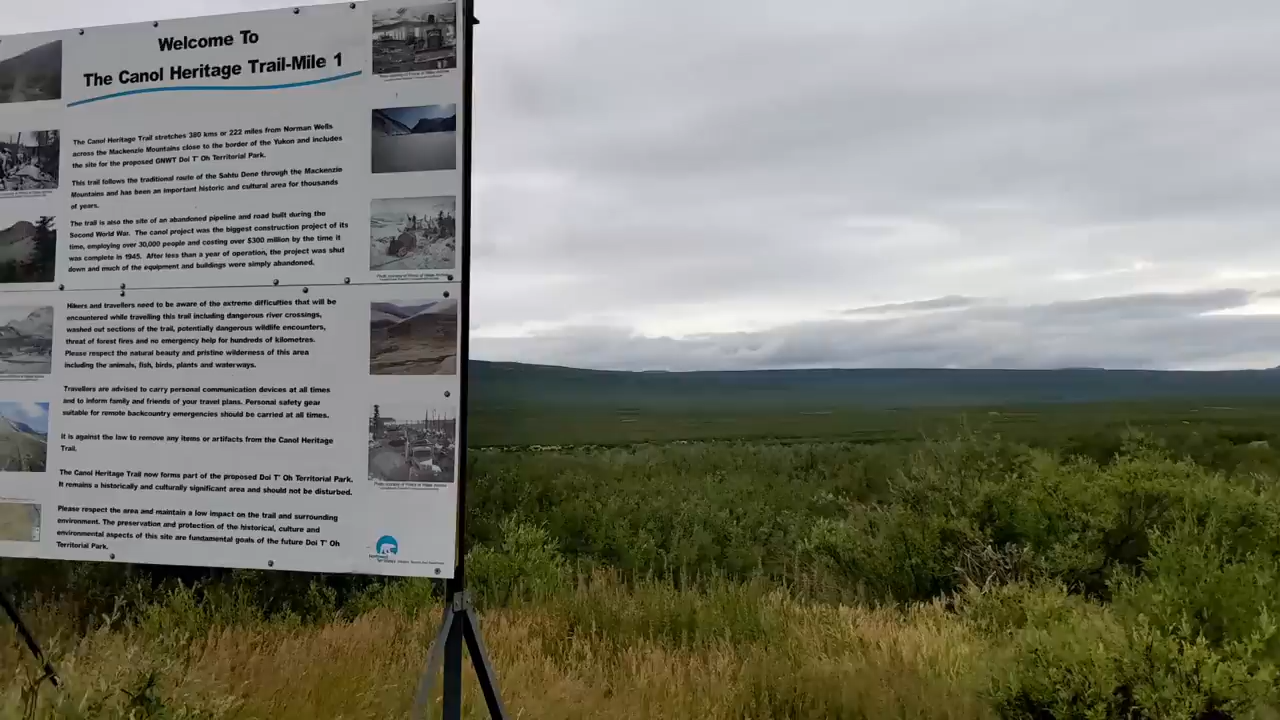 Welcome To
The Canol Heritage Trail-Mile 1
The Canol Heritage Trail stretches 380 kms or 222 miles from Norman Wells
across the Mackenzie Mountains close to the border of the Yukon and includes
the site for the proposed GNWT Doi T' Oh Territorial Park.
This trail follows the traditional route of the Sahtu Dene through the Mackenzie
Mountains and has been an important historic and cultural area for thousands
of years.
The trail is also the site of an abandoned pipeline and road built during the
Second World War. The canol project was the biggest construction project of its
time, employing over 30,000 people and costing over $300 million by the time it
was complete in 1945. After less than a year of operation, the project was shut
down and much of the equipment and buildings were simply abandoned.
Hikers and travellers need to be aware of the extreme difficulties that will be
encountered while travelling this trail including dangerous river crossings,
washed out sections of the trail, potentially dangerous wildlife encounters,
threat of forest fires and no emergency help for hundreds of kilometres.
Please respect the natural beauty and pristine wilderness of this area
including the animals, fish, birds, plants and waterways.
Travellers are advised to carry personal communication devices at all times
and to inform family and friends of your travel plans. Personal safety gear
suitable for remote backcountry emergencies should be carried at all times.
It is against the law to remove any items or artifacts from the Canol Heritage
Trail.
The Canol Heritage Trail now forms part of the proposed Doi T' Oh Territorial Park.
It remains a historically and culturally significant area and should not be disturbed.
Please respect the area and maintain a low impact on the trail and surrounding
environment. The preservation and protection of the historical, culture and
environmental aspects of this site are fundamental goals of the future Doi T' Oh
Territorial Park.